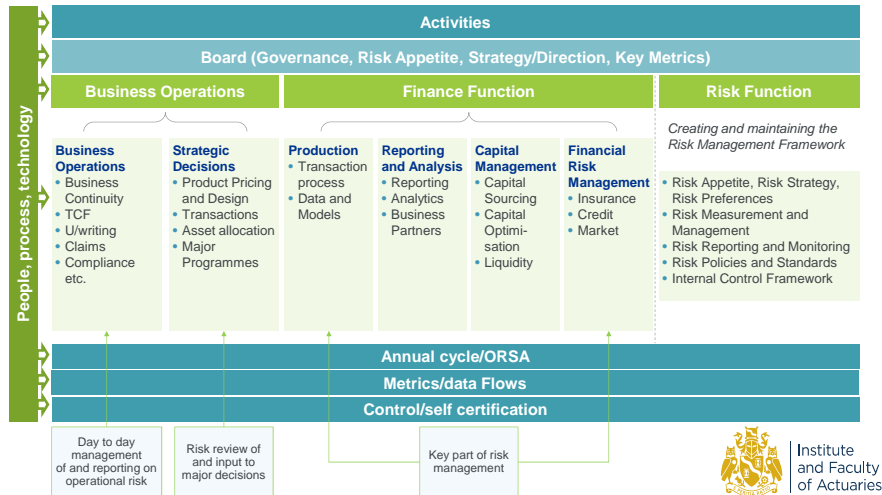 People, process, technology
Activities
Board (Governance, Risk Appetite, Strategy/Direction, Key Metrics)
Business Operations
Finance Function
Risk Function
Creating and maintaining the
Risk Management Framework
Business
Operations
• Business
Continuity
• TCF
• U/writing
• Claims
• Compliance
etc.
Strategic
Decisions
• Product Pricing
and Design
• Transactions
• Asset allocation
• Major
Programmes
Production
• Transaction
process
• Data and
Models
Reporting
and Analysis
• Reporting
• Analytics
• Business
Partners
Capital
Management
• Capital
Sourcing
• Capital
Optimi-
sation
• Liquidity
Financial
Risk
Management
• Insurance
• Credit
• Market
• Risk Appetite, Risk Strategy,
Risk Preferences
• Risk Measurement and
Management
• Risk Reporting and Monitoring
• Risk Policies and Standards
• Internal Control Framework
Annual cycle/ORSA
Metrics/data Flows
Control/self certification
Day to day
management
of and reporting on
operational risk
Risk review of
and input to
major decisions
Key part of risk
management
Institute
and Faculty
of Actuaries